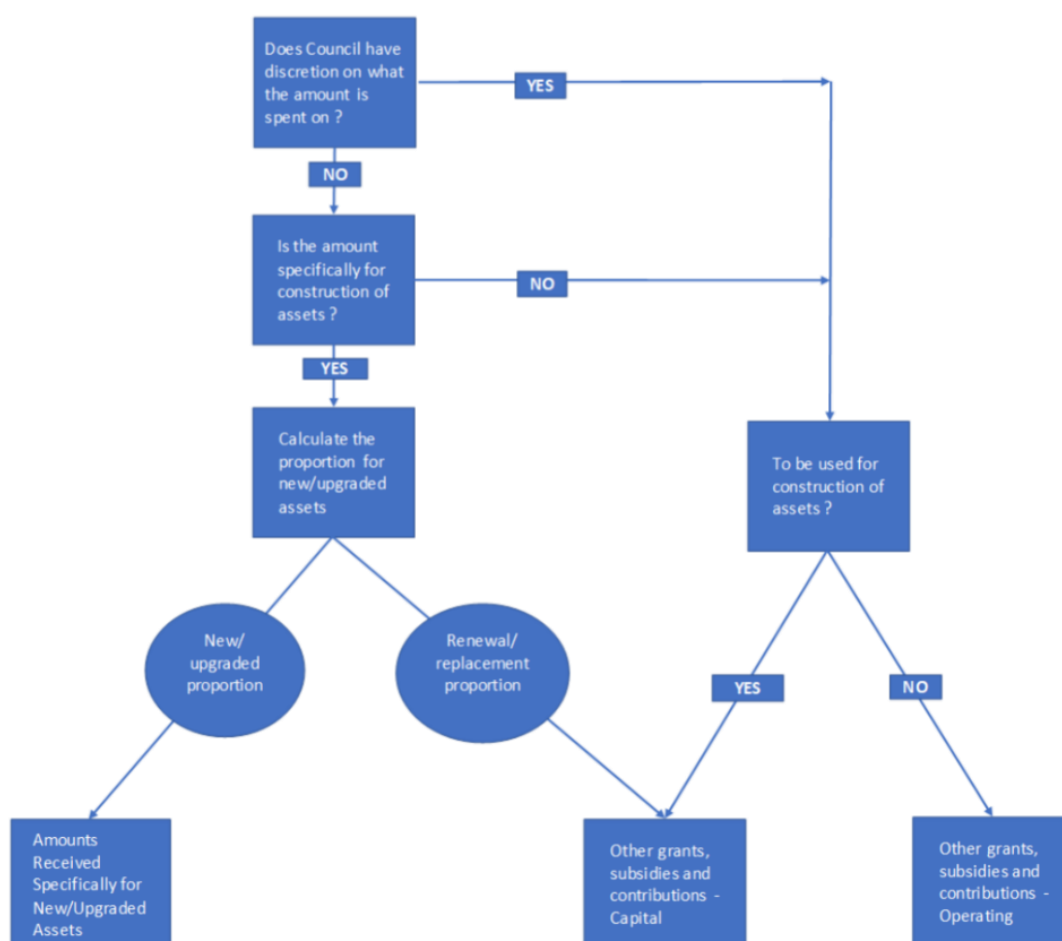 Does Council have
discretion on what
the amount is
spent on ?
YES
NO
Is the amount
specifically for
construction of
assets ?
NO
YES
Calculate the
proportion for
new/upgraded
assets
To be used for
construction of
assets ?
New/
upgraded
proportion
Renewal/
replacement
proportion
YES
NO
Amounts
Received
Specifically for
New/Upgraded
Assets
Other grants,
subsidies and
contributions -
Capital
Other grants,
subsidies and
contributions -
Operating